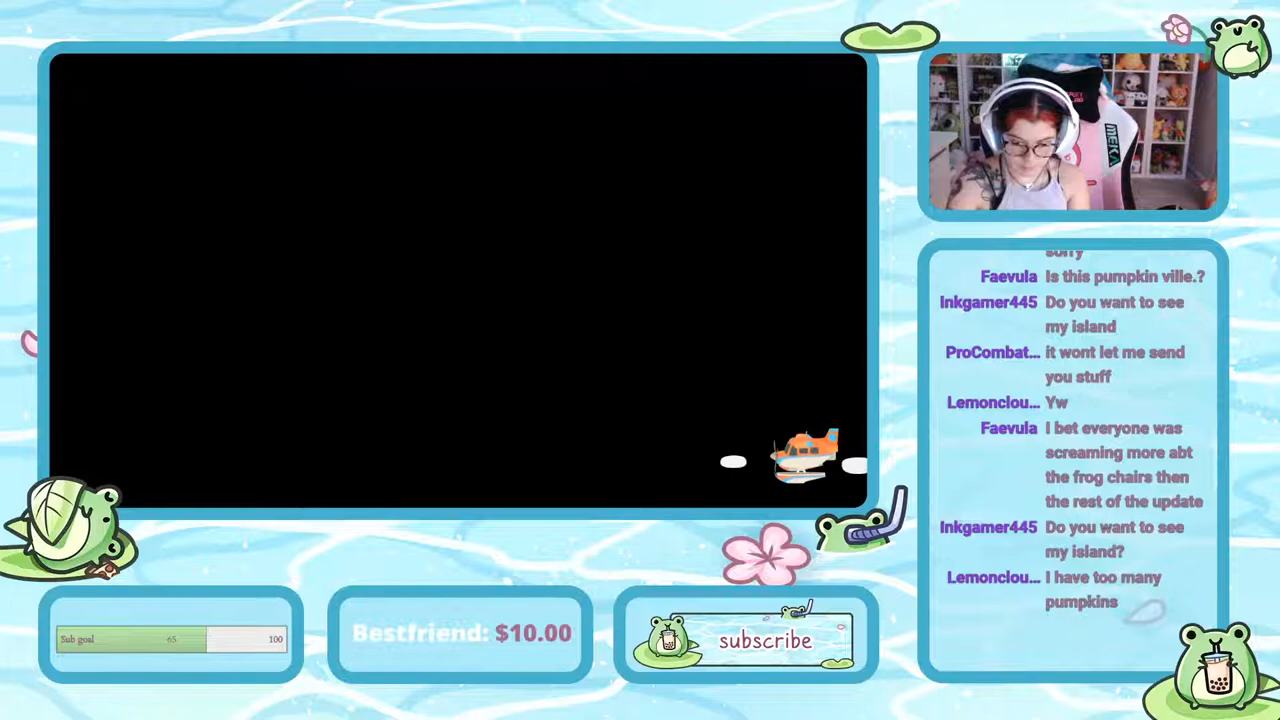 MEKA
sorry
Faevula Is this pumpkin ville.?
Inkgamer445 Do you want to see
my island
ProCombat... it wont let me send
you stuff
Lemonclou... Yw
Faevula I bet everyone was
screaming more abt
the frog chairs then
the rest of the update
Inkgamer445 Do you want to see
my island?
Lemonclou... I have too many
pumpkins
Sub goal 65 100
Bestfriend: $10.00
subscribe